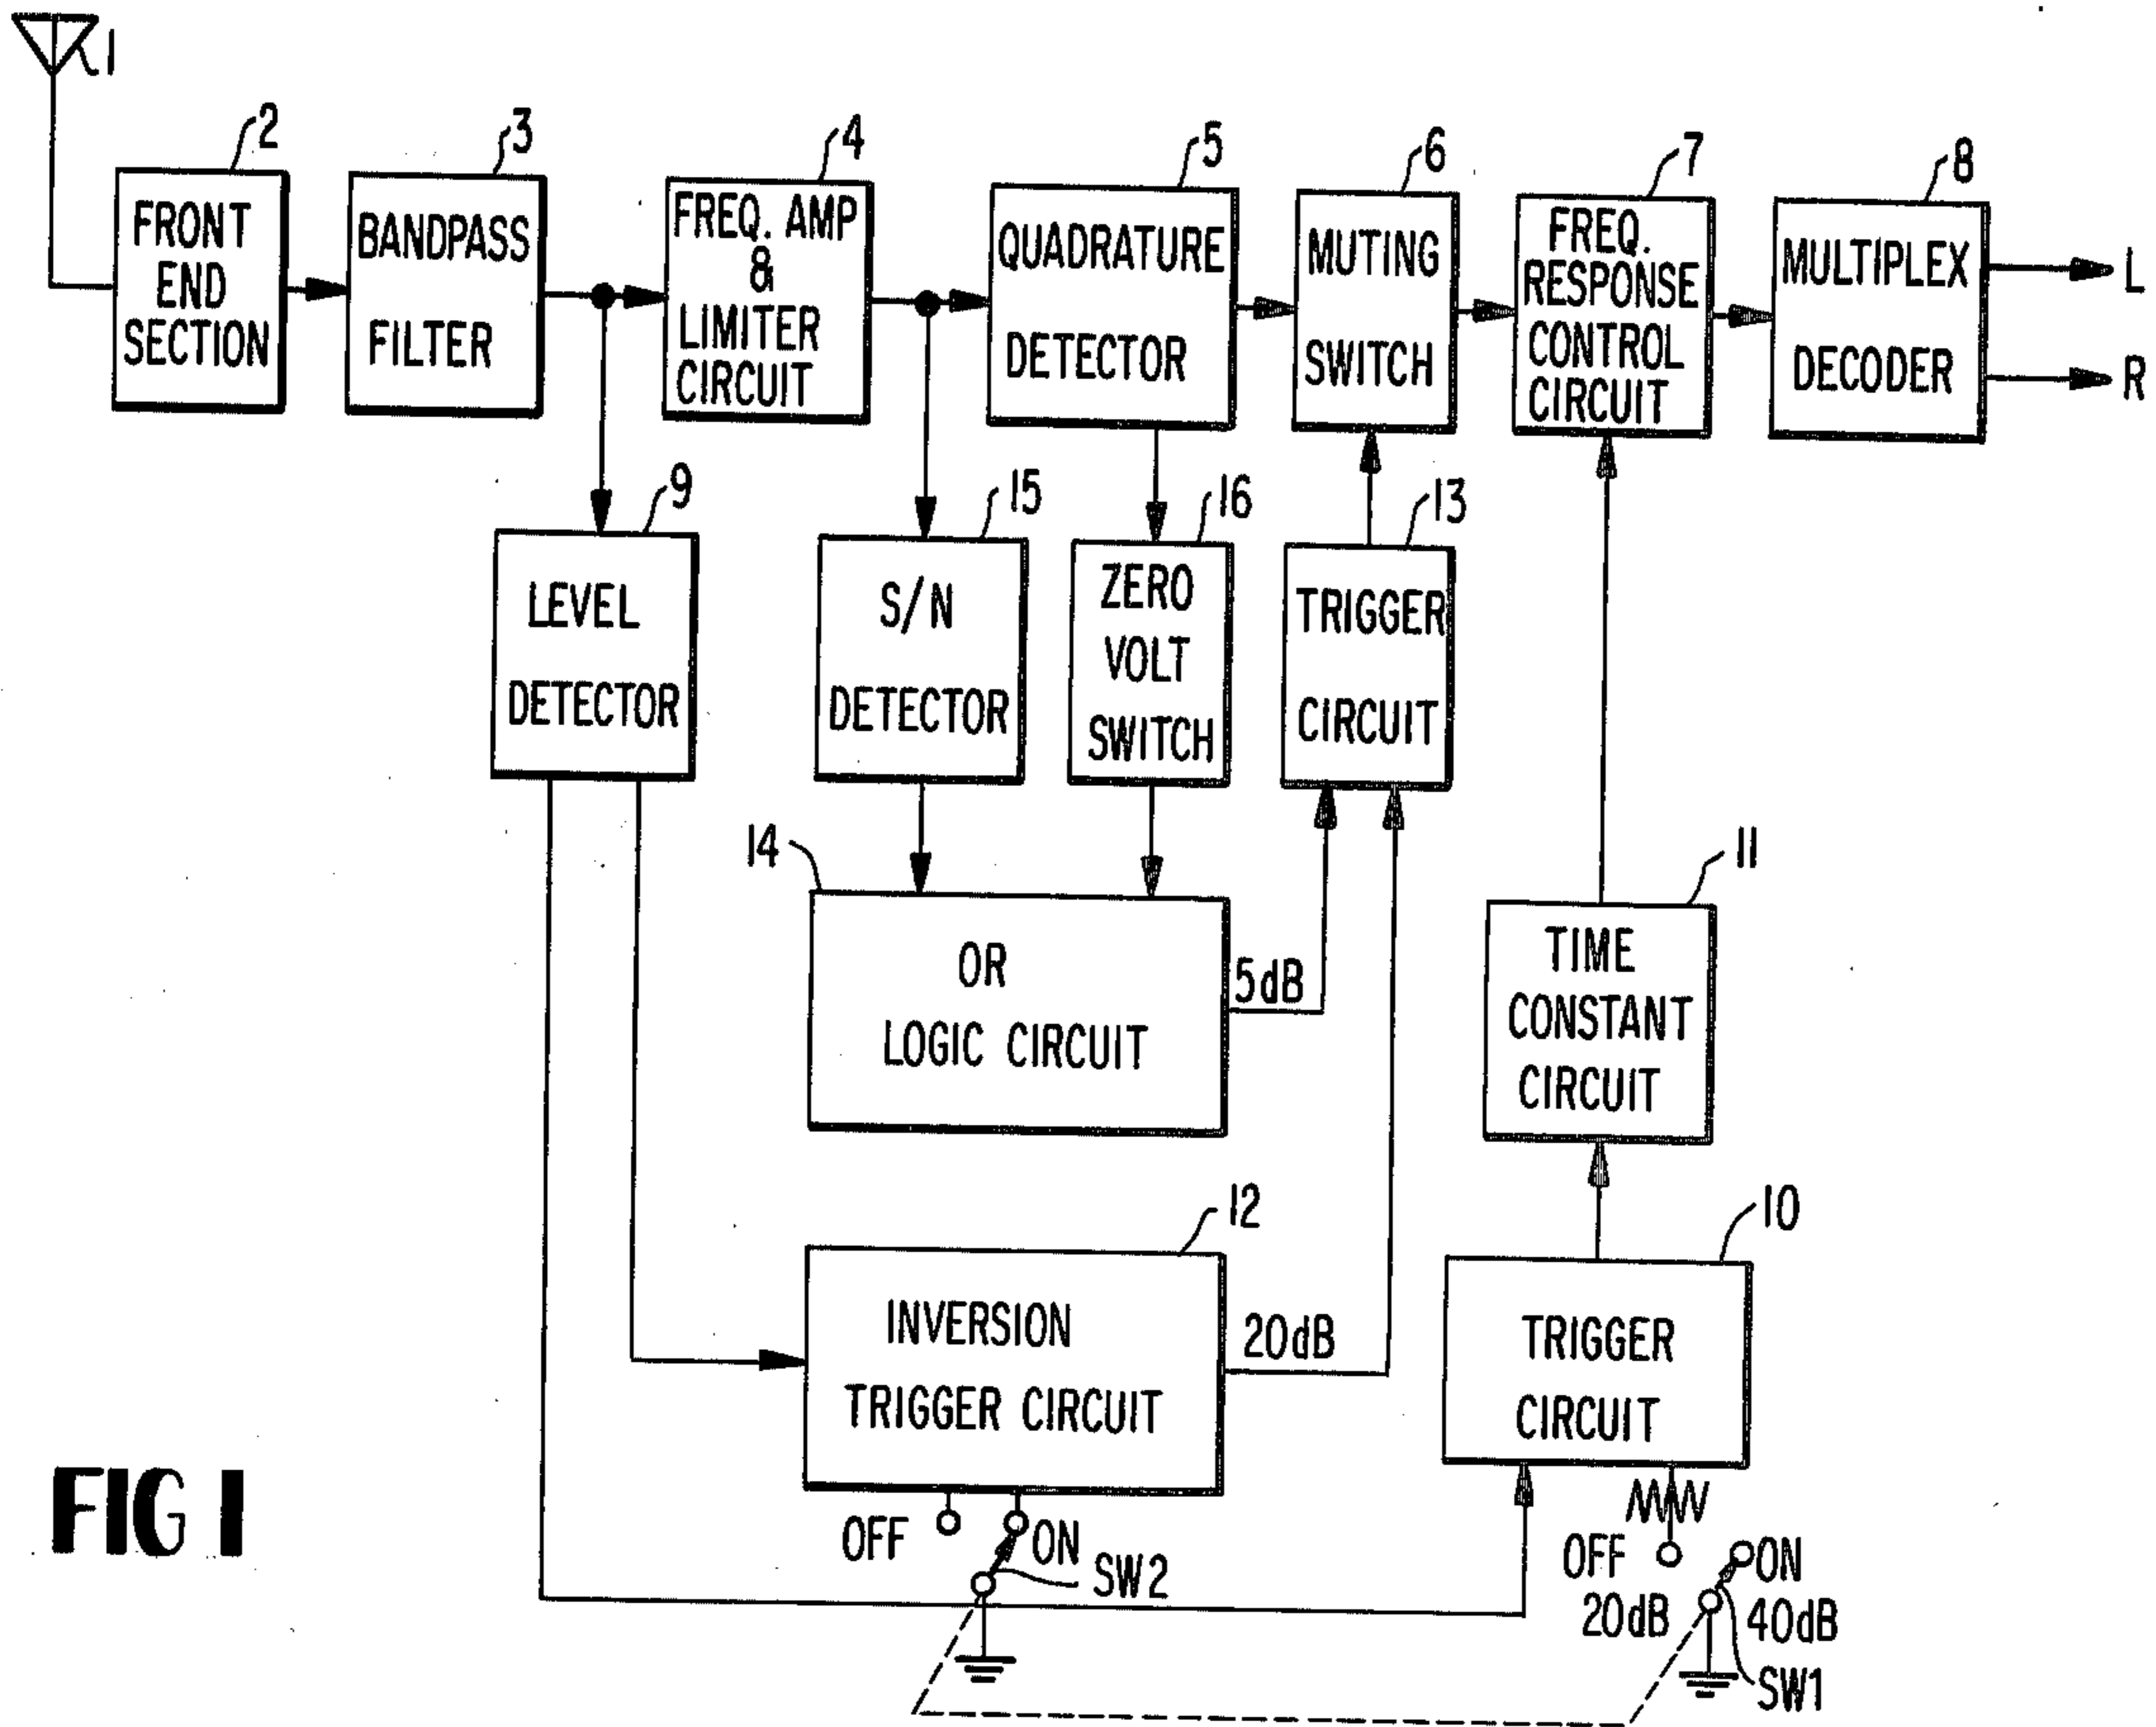 1
2
3
4
5
6
7
8
FRONT
END
SECTION
BANDPASS
FILTER
FREQ. AMP
&
LIMITER
CIRCUIT
QUADRATURE
DETECTOR
MUTING
SWITCH
FREQ.
RESPONSE
CONTROL
CIRCUIT
MULTIPLEX
DECODER
L
R
9
15
16
13
LEVEL
DETECTOR
S/N
DETECTOR
ZERO
VOLT
SWITCH
TRIGGER
CIRCUIT
14
11
OR
LOGIC CIRCUIT
5dB
TIME
CONSTANT
CIRCUIT
12
10
INVERSION
TRIGGER CIRCUIT
20dB
TRIGGER
CIRCUIT
OFF
ON
SW2
OFF
20dB
ON
40dB
SW1
FIG 1